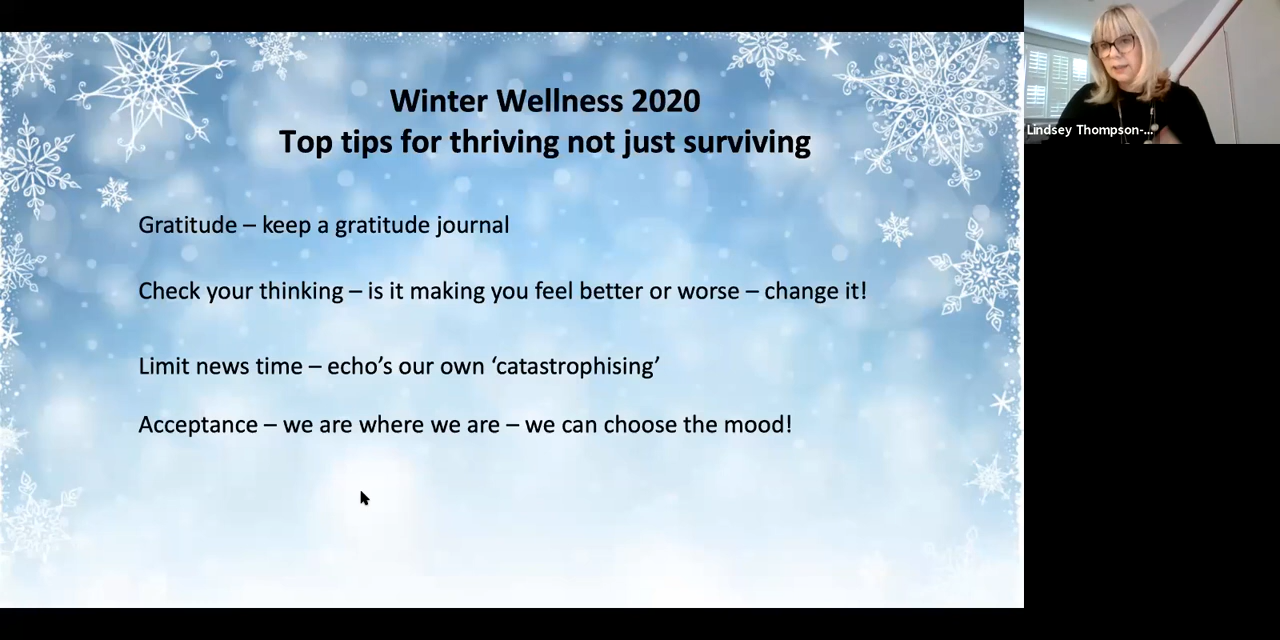 Winter Wellness 2020
Top tips for thriving not just surviving
Gratitude – keep a gratitude journal
Check your thinking – is it making you feel better or worse – change it!
Limit news time – echo’s our own ‘catastrophising’
Acceptance – we are where we are – we can choose the mood!
Lindsey Thompson-...